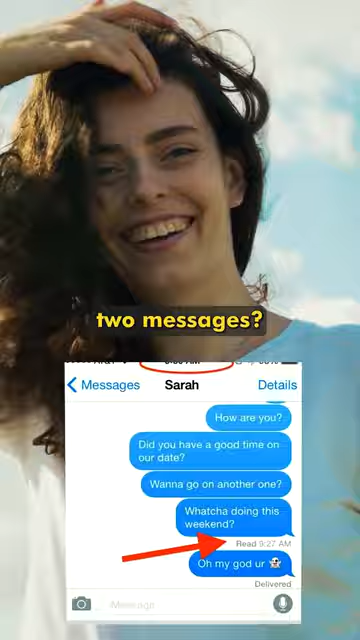 two messages?
Messages
Sarah
Details
How are you?
Did you have a good time on
our date?
Wanna go on another one?
Whatcha doing this
weekend?
Read 9:27 AM
Oh my god ur 👻
Delivered
iMessage